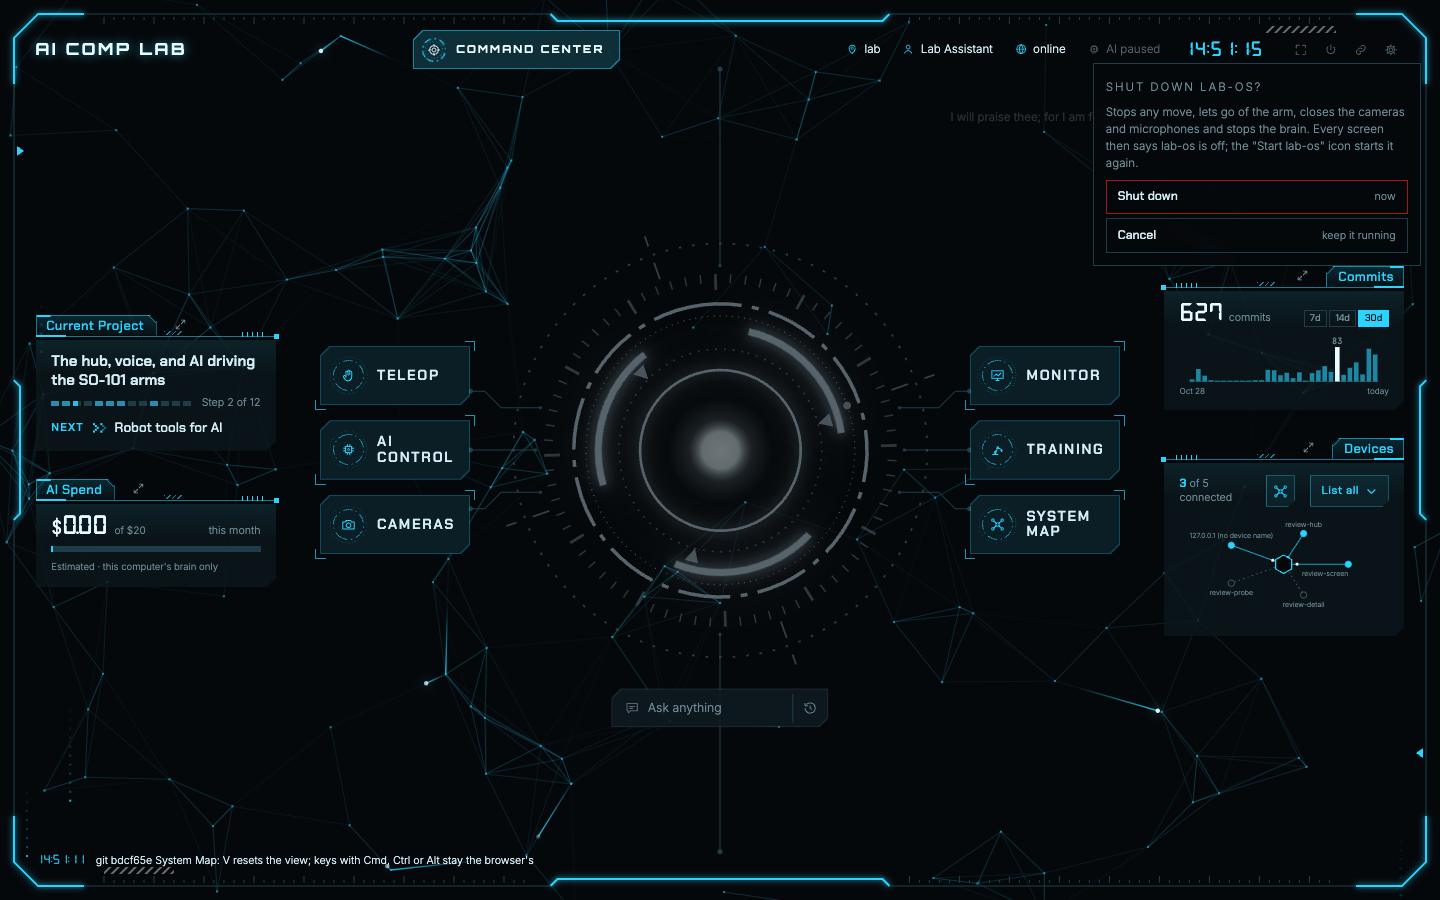 AI COMP LAB
COMMAND CENTER
lab
Lab Assistant
online
AI paused
14:51:15
I will praise thee; for I am f
SHUT DOWN LAB-OS?
Stops any move, lets go of the arm, closes the cameras
and microphones and stops the brain. Every screen
then says lab-os is off; the "Start lab-os" icon starts it
again.
Shut down now
Cancel keep it running
Current Project
The hub, voice, and AI driving
the SO-101 arms
Step 2 of 12
NEXT Robot tools for AI
AI Spend
$0.00 of $20 this month
Estimated · this computer's brain only
TELEOP
AI
CONTROL
CAMERAS
MONITOR
TRAINING
SYSTEM
MAP
Commits
627 commits
7d 14d 30d
83
Oct 28 today
Devices
3 of 5
connected
List all
review-hub
127.0.0.1 (no device name)
review-screen
review-probe
review-detail
Ask anything
14:51:11 git bdcf65e System Map: V resets the view; keys with Cmd, Ctrl or Alt stay the browser's